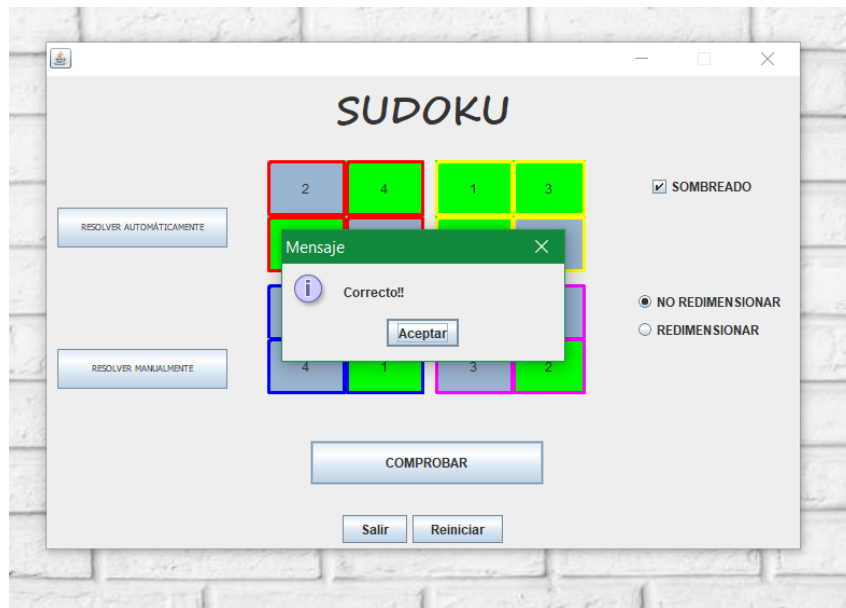 SUDOKU
2 4 1 3
SOMBREADO
RESOLVER AUTOMÁTICAMENTE
Mensaje
Correcto!!
Aceptar
NO REDIMENSIONAR
REDIMENSIONAR
RESOLVER MANUALMENTE
4 1 3 2
COMPROBAR
Salir Reiniciar